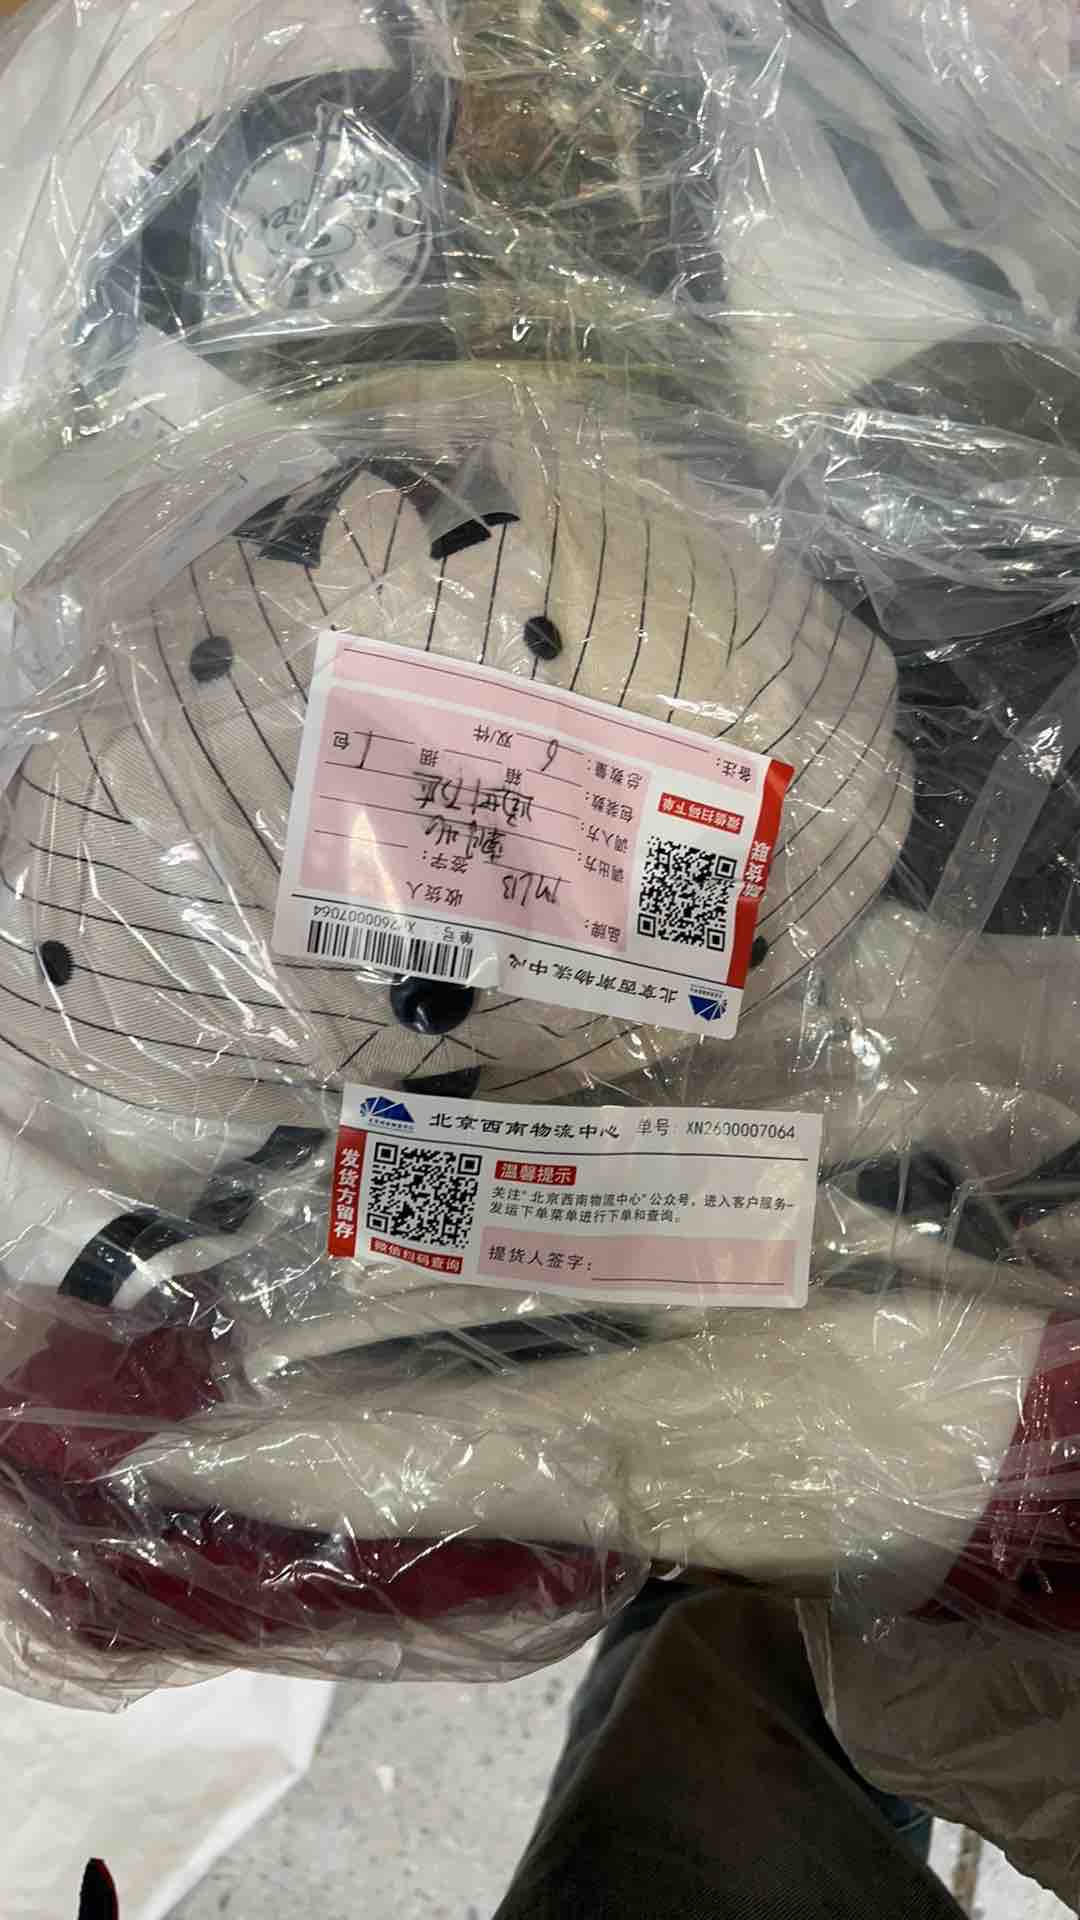 北京西南物流中心
单号：XN2600007064
品牌： MLB
收货人
签字：
调出方：
调入方：
包装数： 箱 捆 1 包
总数量： 6 双/件
备注：
微信扫码下单
北京西南物流中心 单号：XN2600007064
发货方留存
温馨提示
关注"北京西南物流中心"公众号，进入客户服务-
发运下单菜单进行下单和查询。
微信扫码查询
提货人签字：